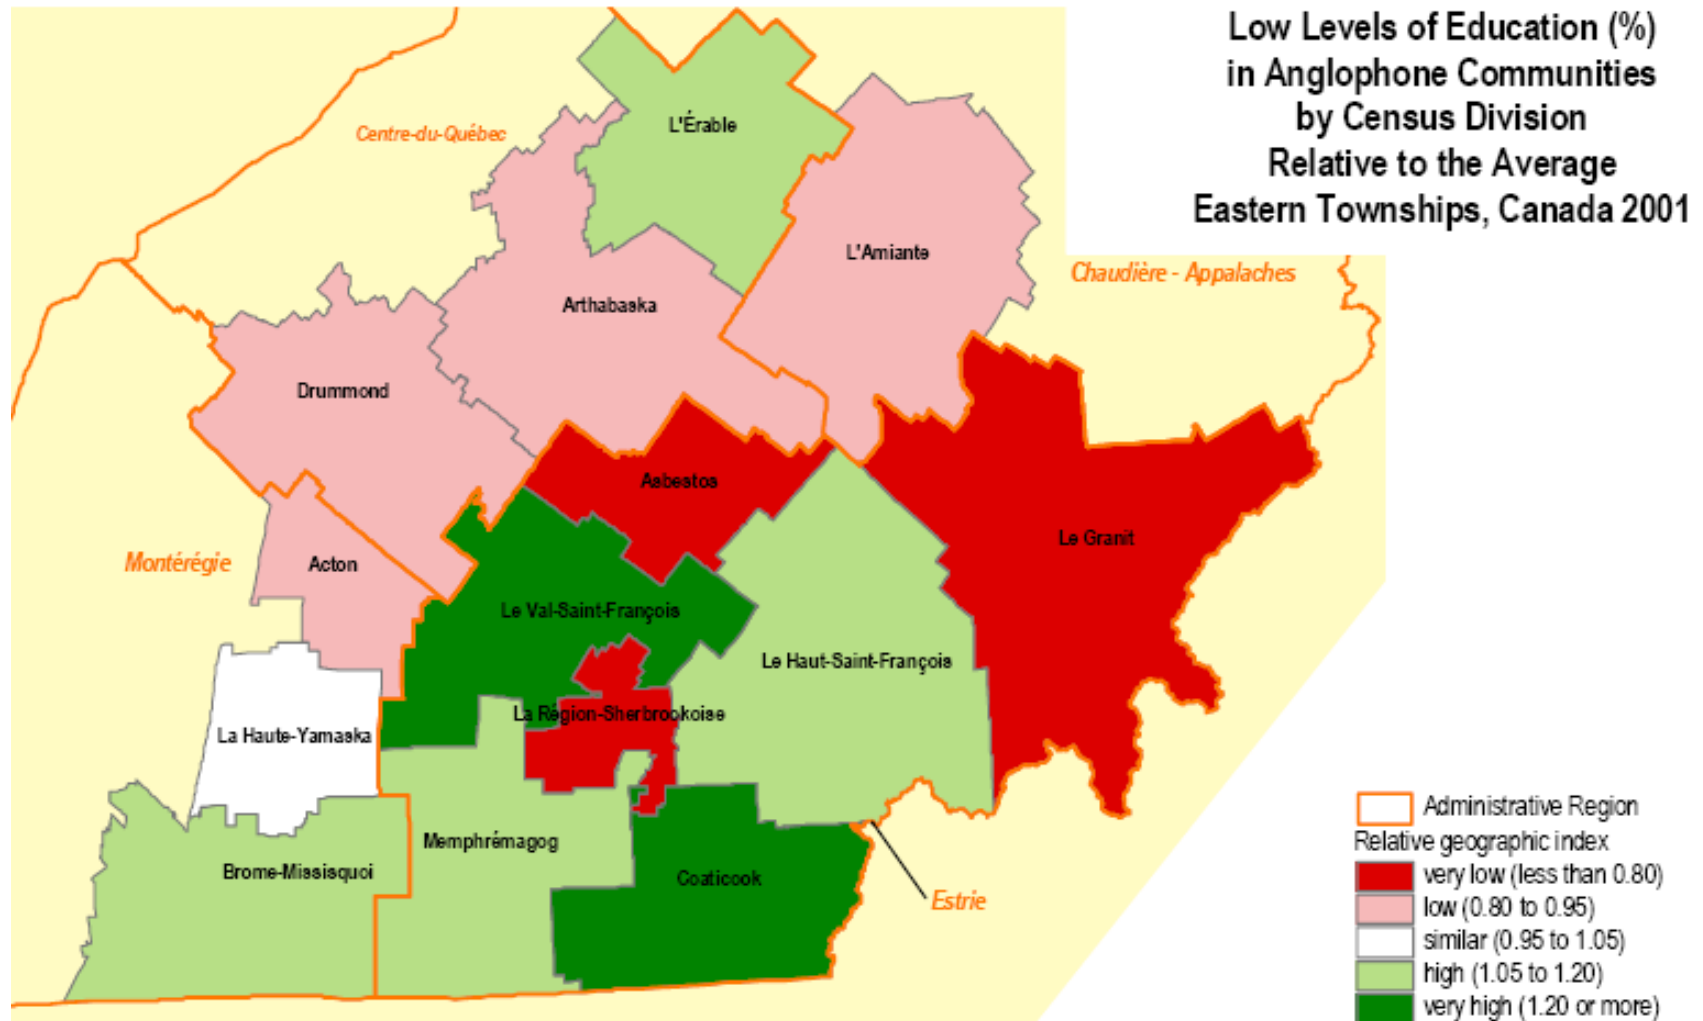 Low Levels of Education (%)
in Anglophone Communities
by Census Division
Relative to the Average
Eastern Townships, Canada 2001
L'Érable
Centre-du-Québec
L'Amiante
Chaudière - Appalaches
Arthabaska
Drummond
Asbestos
Le Granit
Montérégie
Acton
Le Val-Saint-François
Le Haut-Saint-François
La Région-Sherbrookoise
La Haute-Yamaska
Memphrémagog
Brome-Missisquoi
Coaticook
Estrie
Administrative Region
Relative geographic index
very low (less than 0.80)
low (0.80 to 0.95)
similar (0.95 to 1.05)
high (1.05 to 1.20)
very high (1.20 or more)